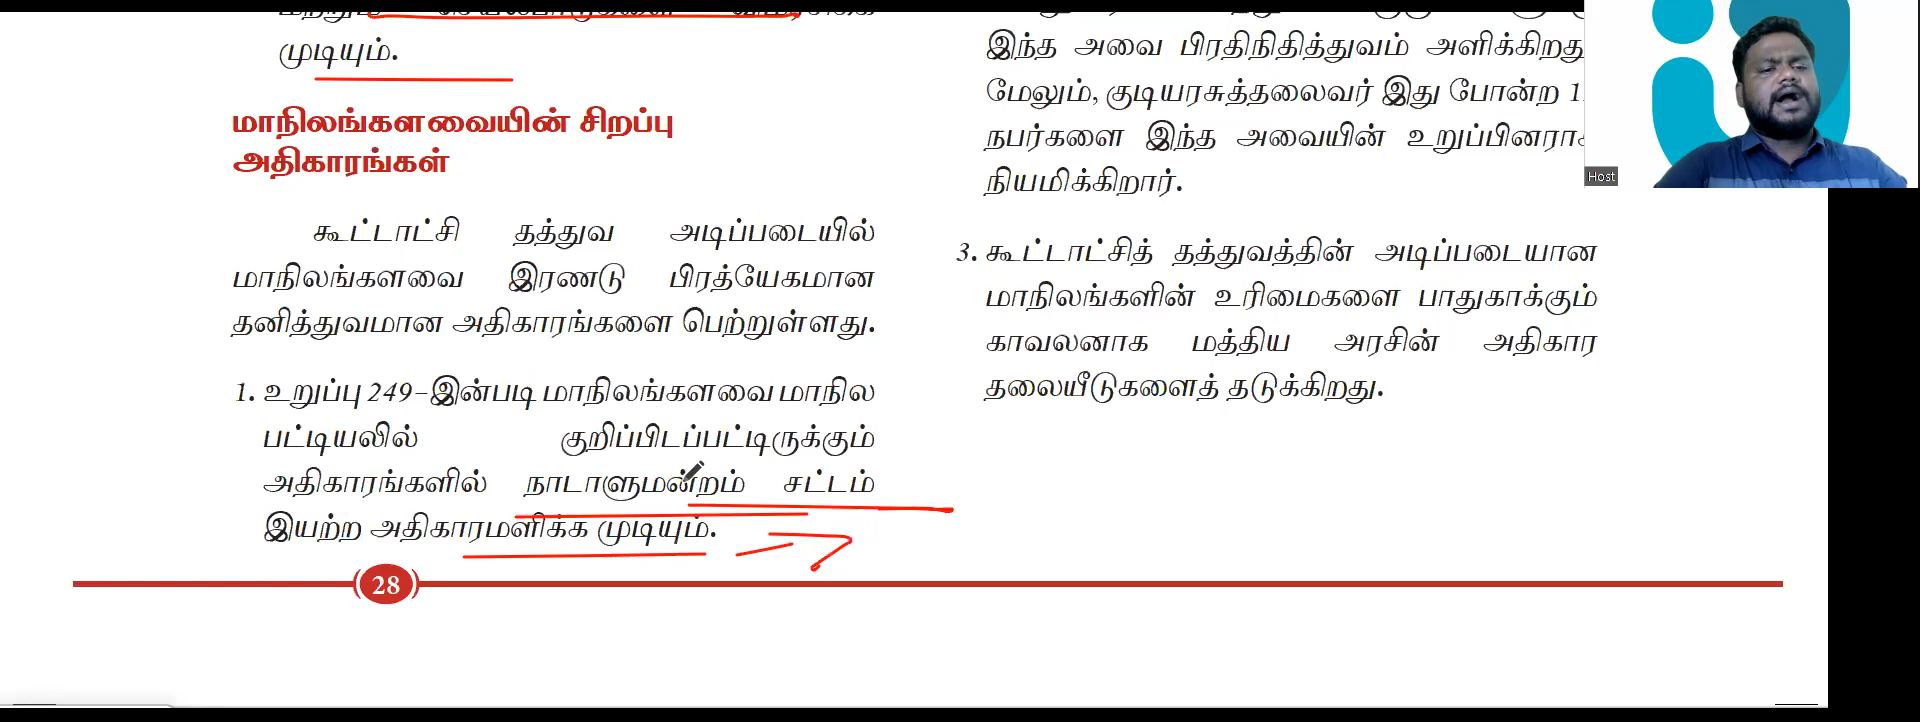 முடியும்.
மாநிலங்களவையின் சிறப்பு
அதிகாரங்கள்
கூட்டாட்சி தத்துவ அடிப்படையில்
மாநிலங்களவை இரண்டு பிரத்யேகமான
தனித்துவமான அதிகாரங்களை பெற்றுள்ளது.
1. உறுப்பு 249–இன்படி மாநிலங்களவை மாநில
பட்டியலில் குறிப்பிடப்பட்டிருக்கும்
அதிகாரங்களில் நாடாளுமன்றம் சட்டம்
இயற்ற அதிகாரமளிக்க முடியும்.
28
இந்த அவை பிரதிநிதித்துவம் அளிக்கிறது
மேலும், குடியரசுத்தலைவர் இது போன்ற 1
நபர்களை இந்த அவையின்
நியமிக்கிறார்.
3. கூட்டாட்சித் தத்துவத்தின் அடிப்படையான
மாநிலங்களின் உரிமைகளை பாதுகாக்கும்
காவலனாக மத்திய அரசின் அதிகார
தலையீடுகளைத் தடுக்கிறது.
Host